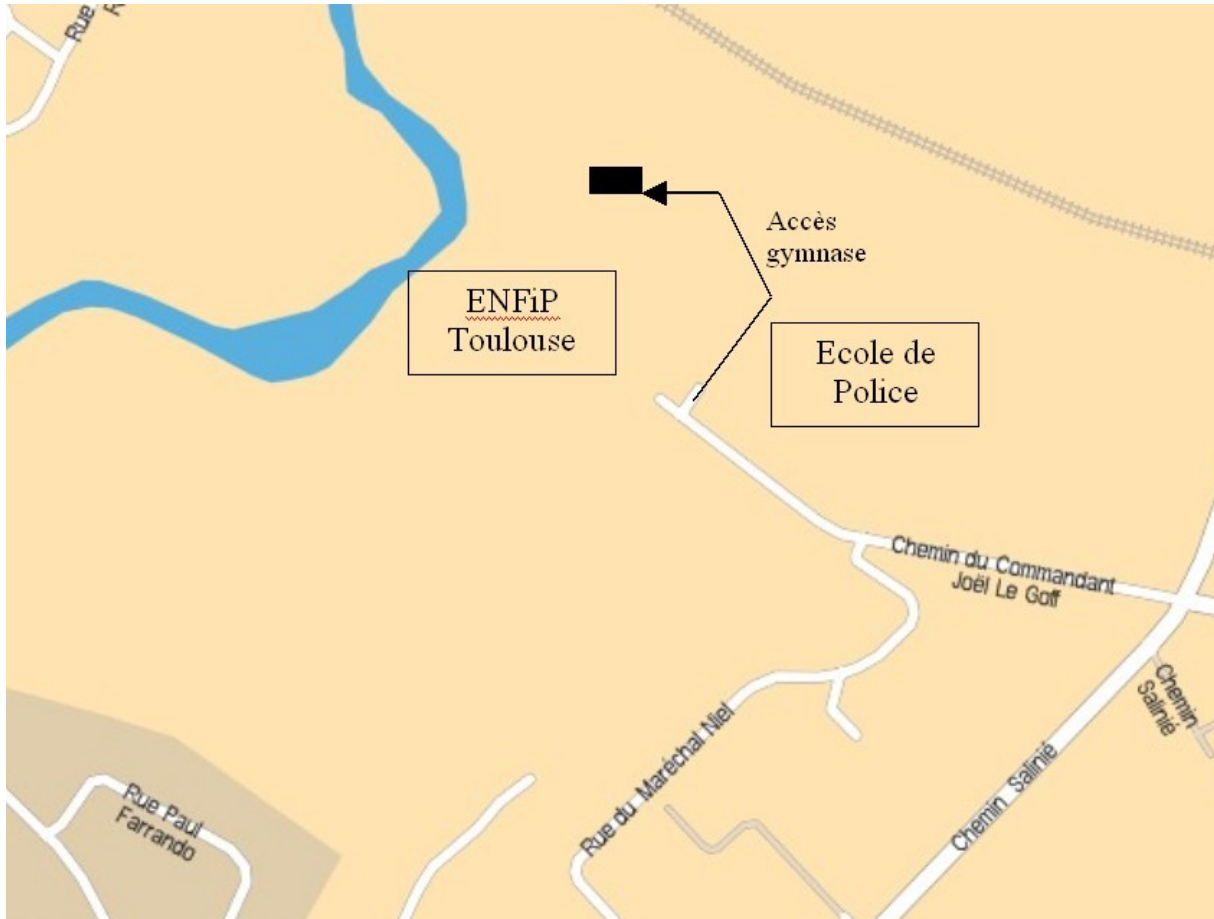 Rue
R
Accès
gymnase
ENFiP
Toulouse
Ecole de
Police
Chemin du Commandant
Joël Le Goff
Chemin
Salinié
Chemin Salinié
Rue du Maréchal Niel
Rue Paul
Farrando